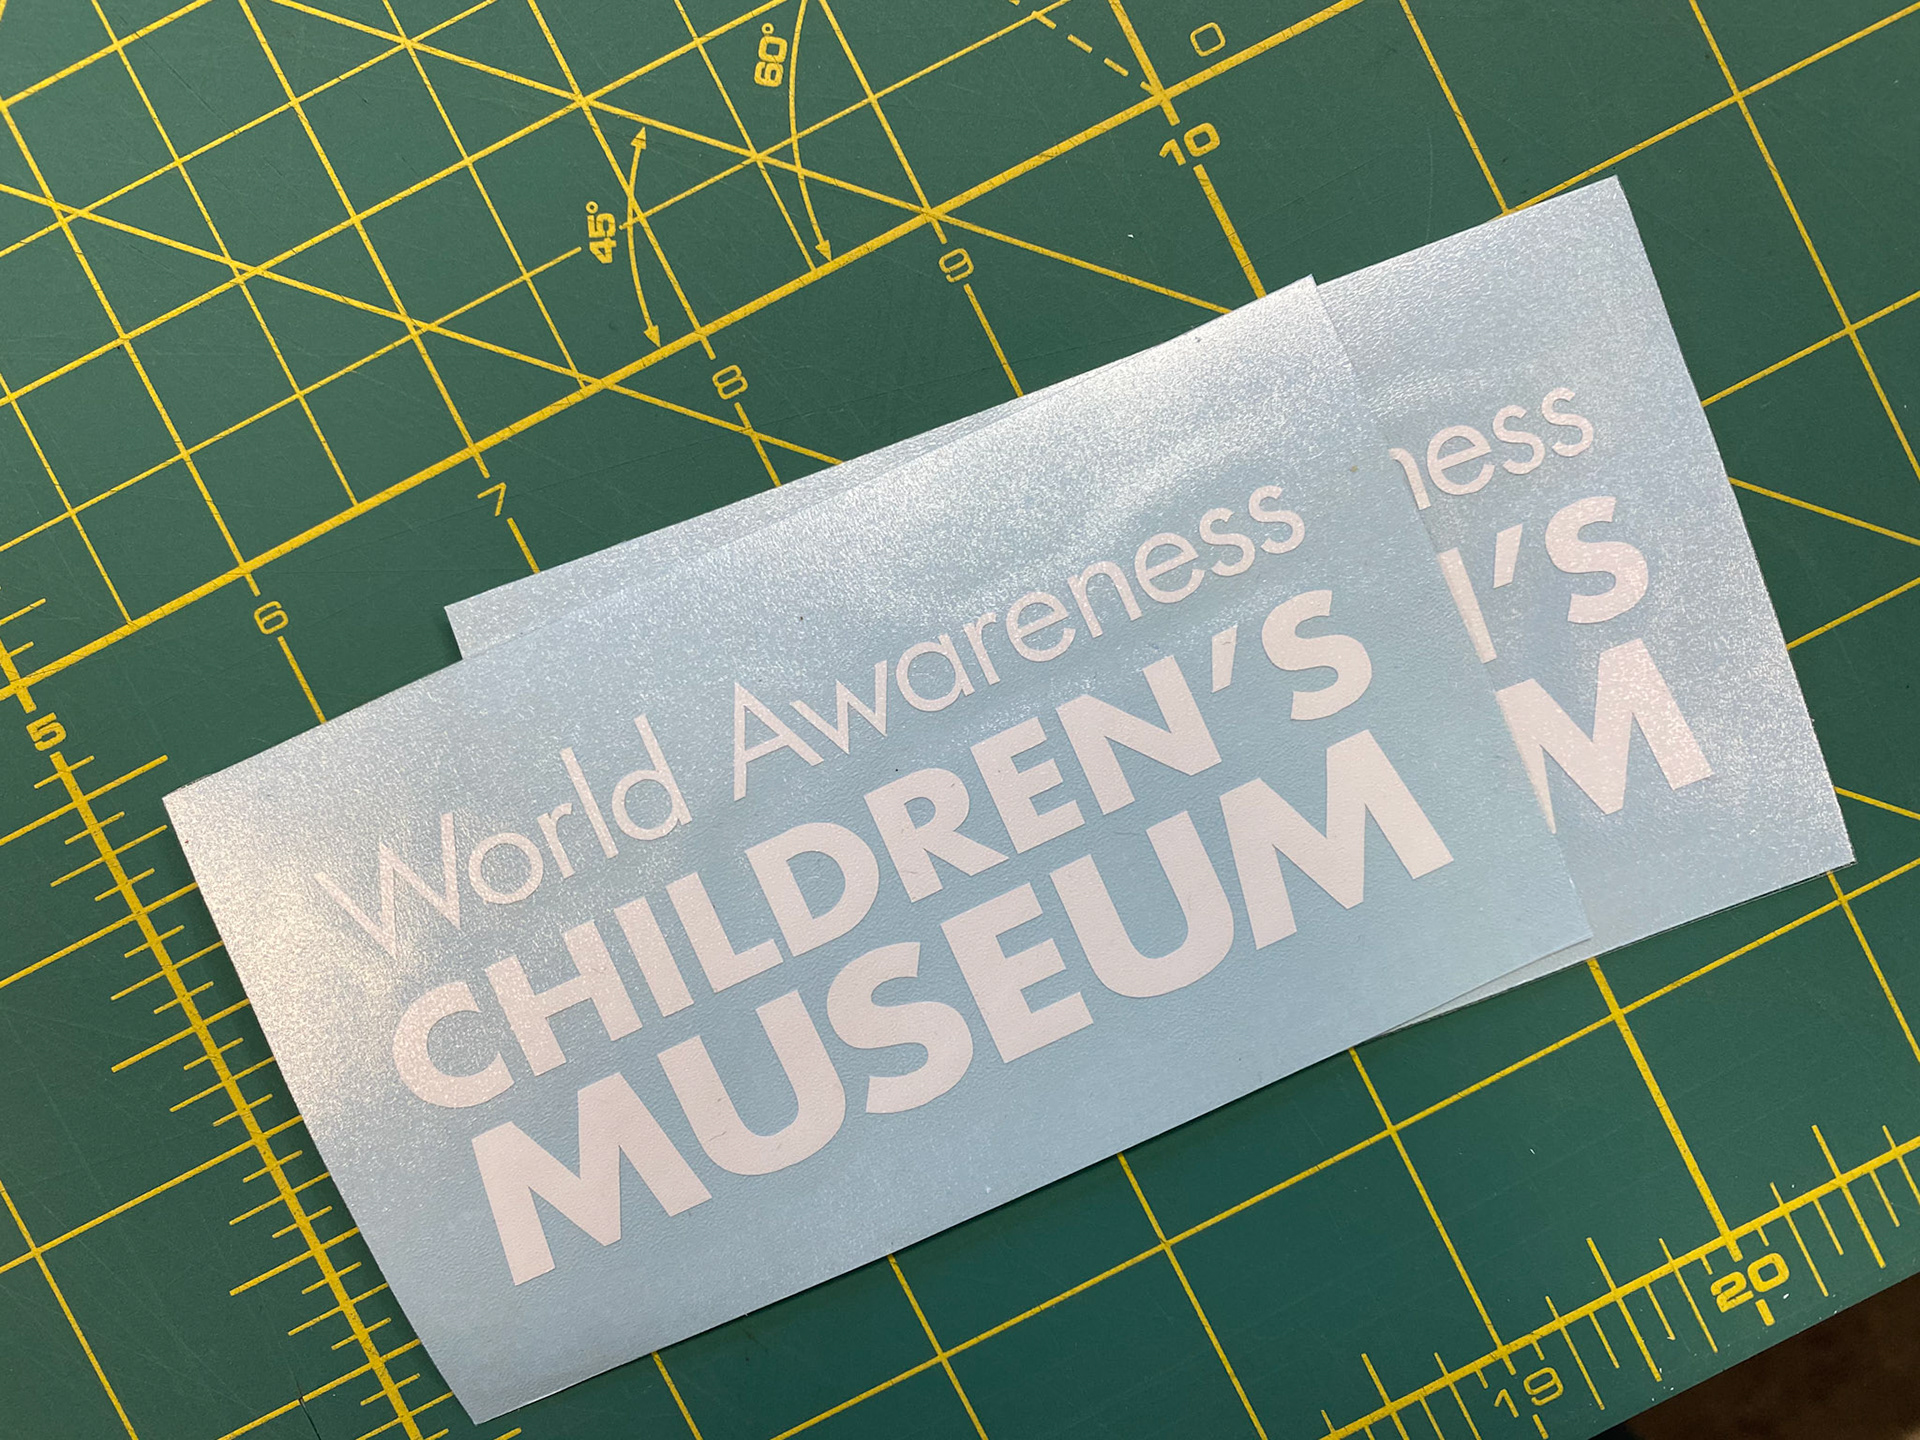 60°
0
45°
10
9
8
7
6
5
World Awareness
CHILDREN'S
MUSEUM
ness
'S
M
20
19